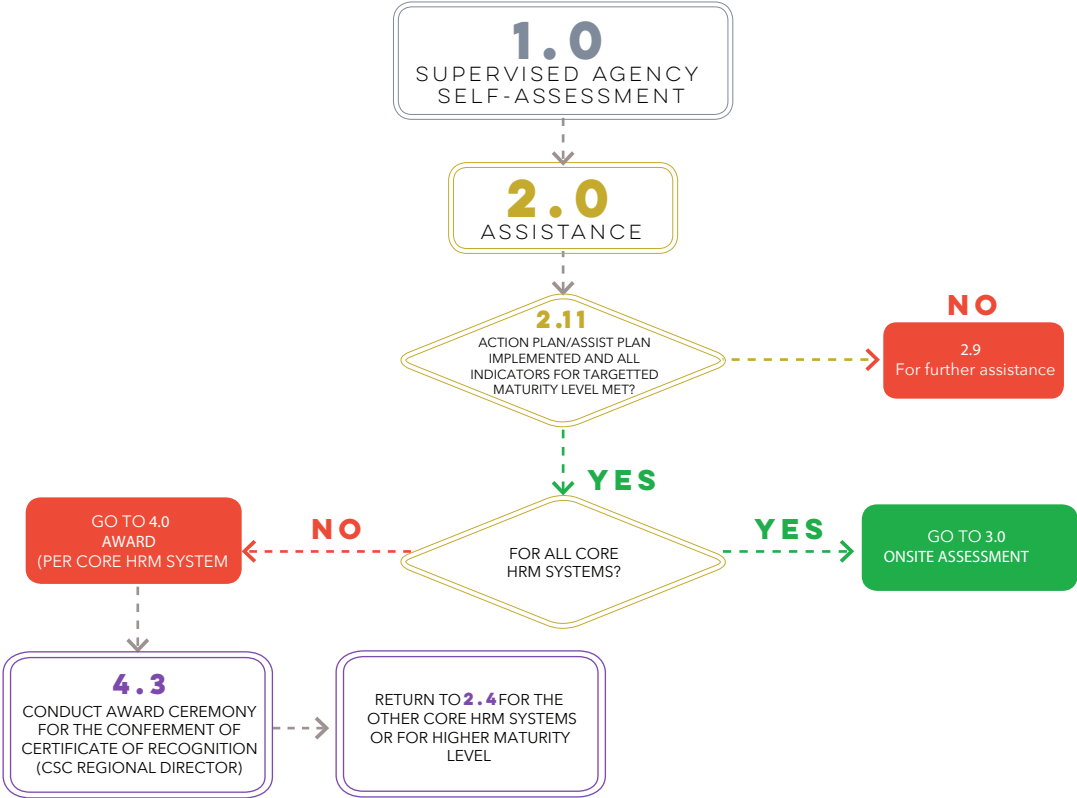 1.0
SUPERVISED AGENCY
SELF-ASSESSMENT
2.0
ASSISTANCE
2.11
ACTION PLAN/ASSIST PLAN
IMPLEMENTED AND ALL
INDICATORS FOR TARGETTED
MATURITY LEVEL MET?
NO
2.9
For further assistance
YES
GO TO 4.0
AWARD
(PER CORE HRM SYSTEM
NO
FOR ALL CORE
HRM SYSTEMS?
YES
GO TO 3.0
ONSITE ASSESSMENT
4.3
CONDUCT AWARD CEREMONY
FOR THE CONFERMENT OF
CERTIFICATE OF RECOGNITION
(CSC REGIONAL DIRECTOR)
RETURN TO 2.4 FOR THE
OTHER CORE HRM SYSTEMS
OR FOR HIGHER MATURITY
LEVEL